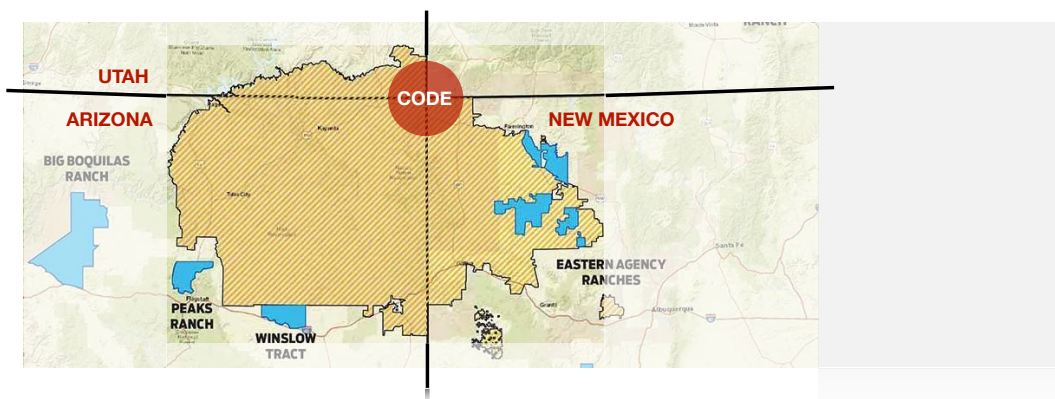 RANCH
UTAH
CODE
ARIZONA
NEW MEXICO
Farmington
Kayenta
BIG BOQUILAS
RANCH
Tuba City
Santa Fe
EASTERN AGENCY
RANCHES
Gallup
Flagstaff
PEAKS
RANCH
Grants
Albuquerque
WINSLOW
TRACT